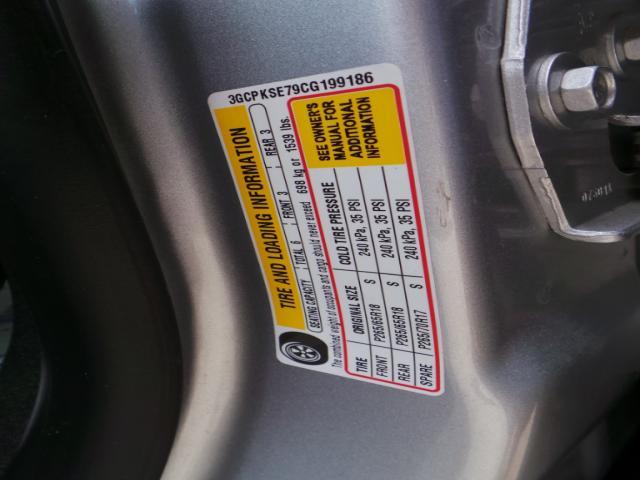 3GCPKSE79CG199186
TIRE AND LOADING INFORMATION
SEATING CAPACITY TOTAL 6 FRONT 3 REAR 3
The combined weight of occupants and cargo should never exceed 698 kg or 1539 lbs.
TIRE ORIGINAL SIZE COLD TIRE PRESSURE
FRONT P265/65R18 S 240 kPa, 35 PSI
REAR P265/65R18 S 240 kPa, 35 PSI
SPARE P265/70R17 S 240 kPa, 35 PSI
SEE OWNER'S
MANUAL FOR
ADDITIONAL
INFORMATION